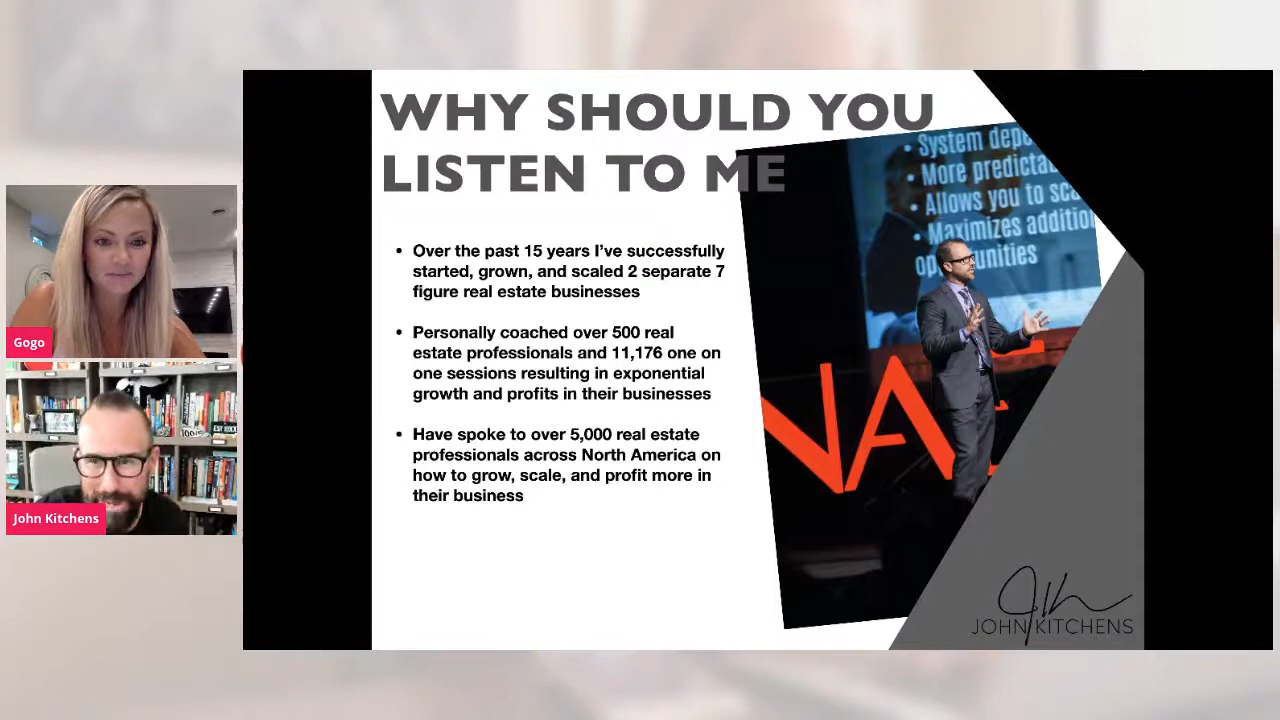 WHY SHOULD YOU
LISTEN TO ME
• Over the past 15 years I’ve successfully
started, grown, and scaled 2 separate 7
figure real estate businesses
• Personally coached over 500 real
estate professionals and 11,176 one on
one sessions resulting in exponential
growth and profits in their businesses
• Have spoke to over 5,000 real estate
professionals across North America on
how to grow, scale, and profit more in
their business
• System depe
• More predicta
• Allows you to sca
• Maximizes addition
opportunities
NAC
Gogo
John Kitchens
JOHN KITCHENS